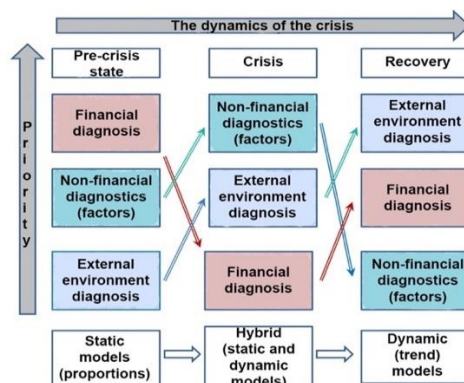 The dynamics of the crisis
Pre-crisis
state
Crisis
Recovery
Priority
Financial
diagnosis
Non-financial
diagnostics
(factors)
External
environment
diagnosis
Non-financial
diagnostics
(factors)
External
environment
diagnosis
Financial
diagnosis
External
environment
diagnosis
Financial
diagnosis
Non-financial
diagnostics
(factors)
Static
models
(proportions)
Hybrid
(static and
dynamic
models)
Dynamic
(trend)
models